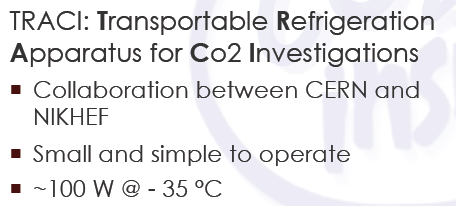 TRACI: Transportable Refrigeration
Apparatus for Co2 Investigations
▪ Collaboration between CERN and
NIKHEF
▪ Small and simple to operate
▪ ~100 W @ - 35 ºC